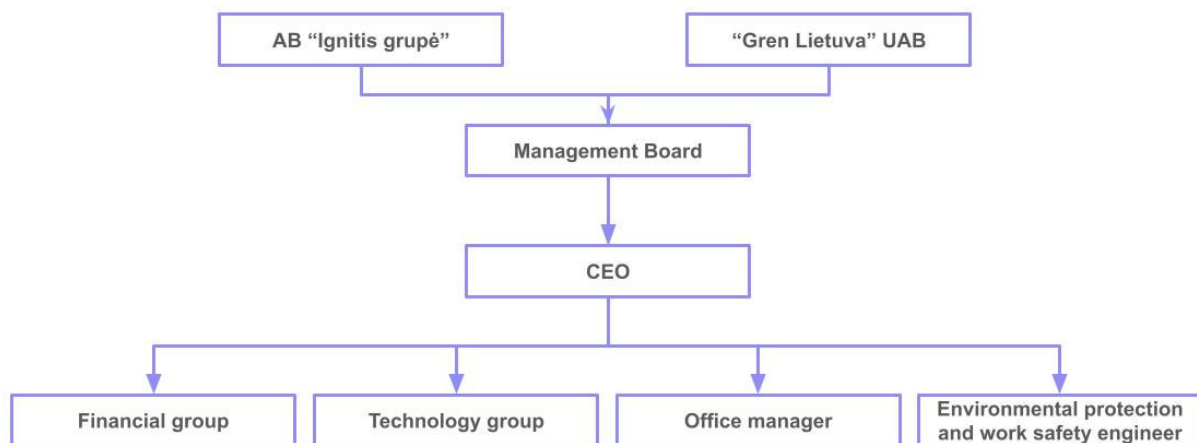 AB “Ignitis grupė”
“Gren Lietuva” UAB
Management Board
CEO
Financial group
Technology group
Office manager
Environmental protection
and work safety engineer